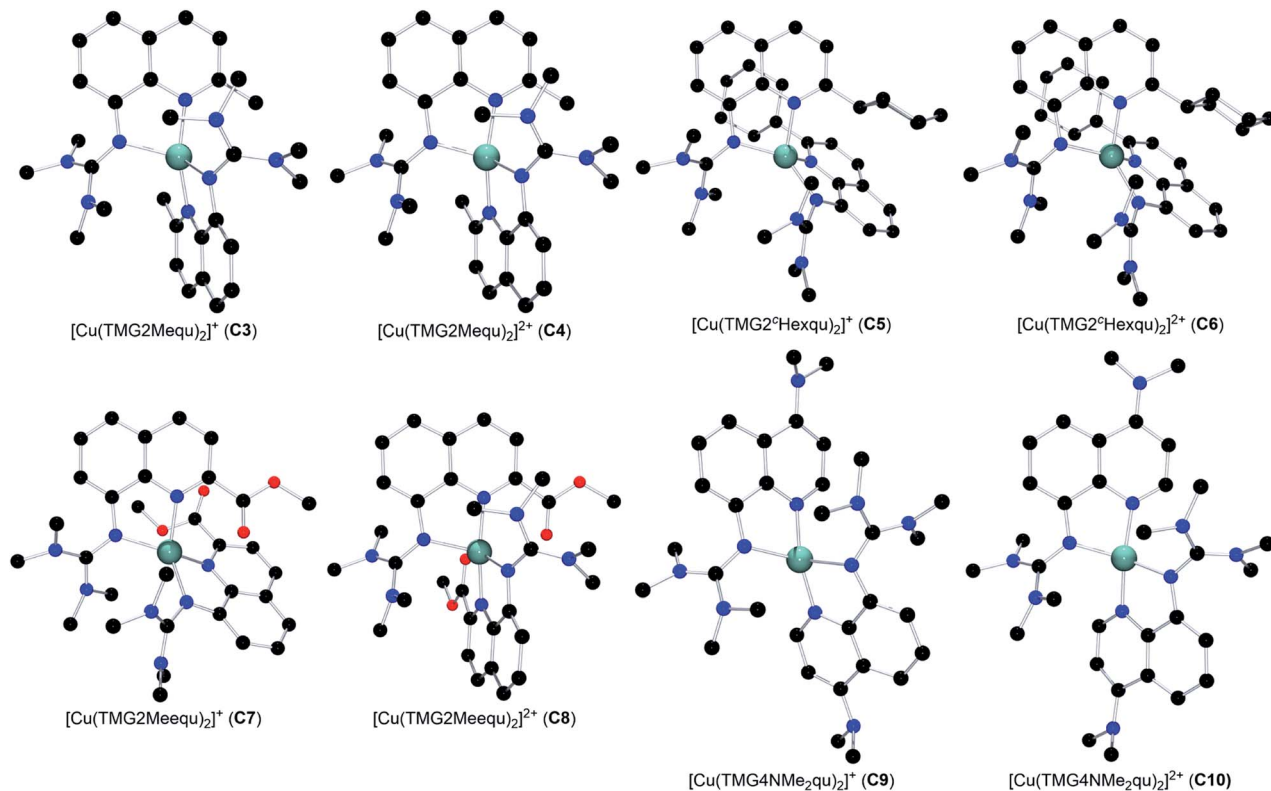 [Cu(TMG2Mequ)₂]⁺ (C3)
[Cu(TMG2Mequ)₂]²⁺ (C4)
[Cu(TMG2ᶜHexqu)₂]⁺ (C5)
[Cu(TMG2ᶜHexqu)₂]²⁺ (C6)
[Cu(TMG2Meequ)₂]⁺ (C7)
[Cu(TMG2Meequ)₂]²⁺ (C8)
[Cu(TMG4NMe₂qu)₂]⁺ (C9)
[Cu(TMG4NMe₂qu)₂]²⁺ (C10)